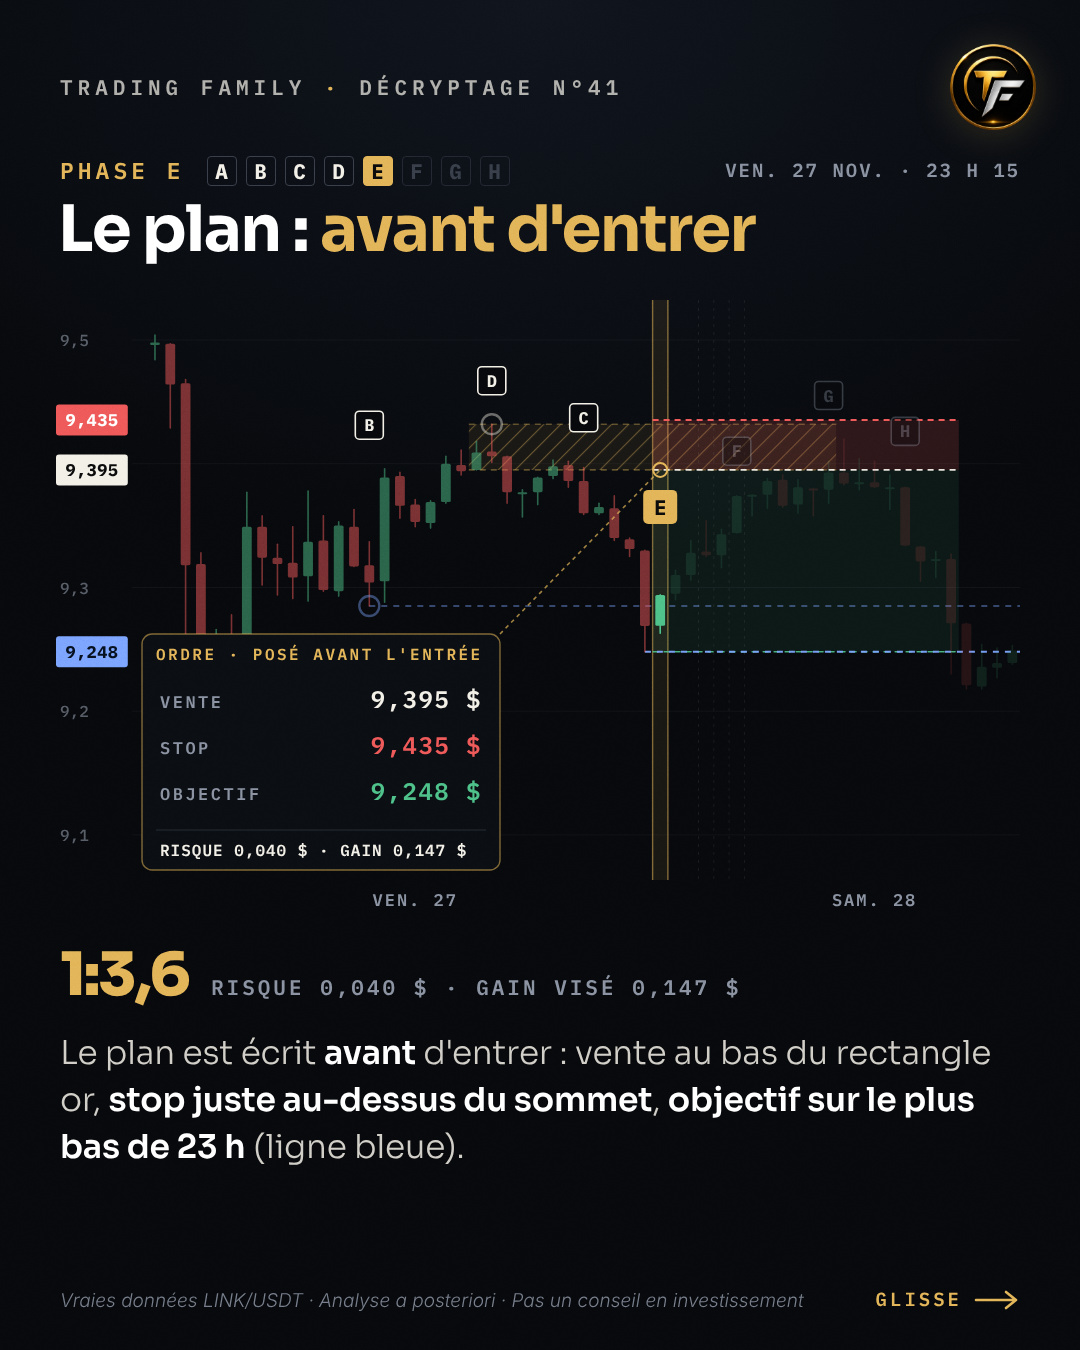 TRADING FAMILY · DÉCRYPTAGE N°41
TF
PHASE E A B C D E F G H
VEN. 27 NOV. · 23 H 15
Le plan : avant d'entrer
9,5
9,435
9,395
9,3
9,248
9,2
9,1
B
D
C
E
F
G
H
ORDRE · POSÉ AVANT L'ENTRÉE
VENTE 9,395 $
STOP 9,435 $
OBJECTIF 9,248 $
RISQUE 0,040 $ · GAIN 0,147 $
VEN. 27
SAM. 28
1:3,6 RISQUE 0,040 $ · GAIN VISÉ 0,147 $
Le plan est écrit avant d'entrer : vente au bas du rectangle
or, stop juste au-dessus du sommet, objectif sur le plus
bas de 23 h (ligne bleue).
Vraies données LINK/USDT · Analyse a posteriori · Pas un conseil en investissement
GLISSE →